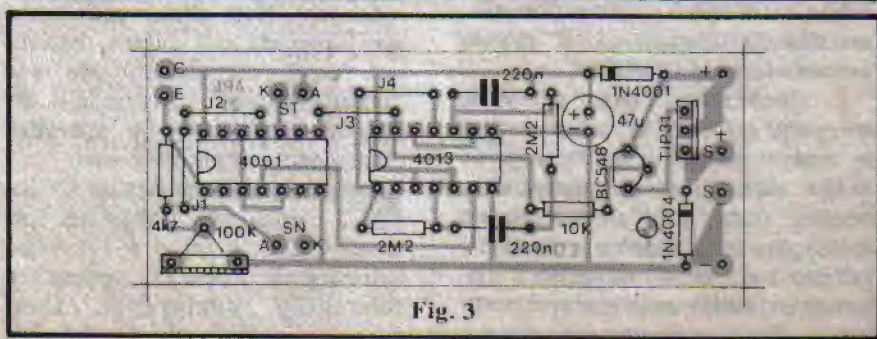 C
E
J2
K
A
ST
J3
J4
220n
2M2
+
-
47u
1N4001
+
TIP31
+
S
S
-
BC548
4001
4013
4k7
J1
100K
A
SN
K
2M2
220n
10K
1N4004
Fig. 3